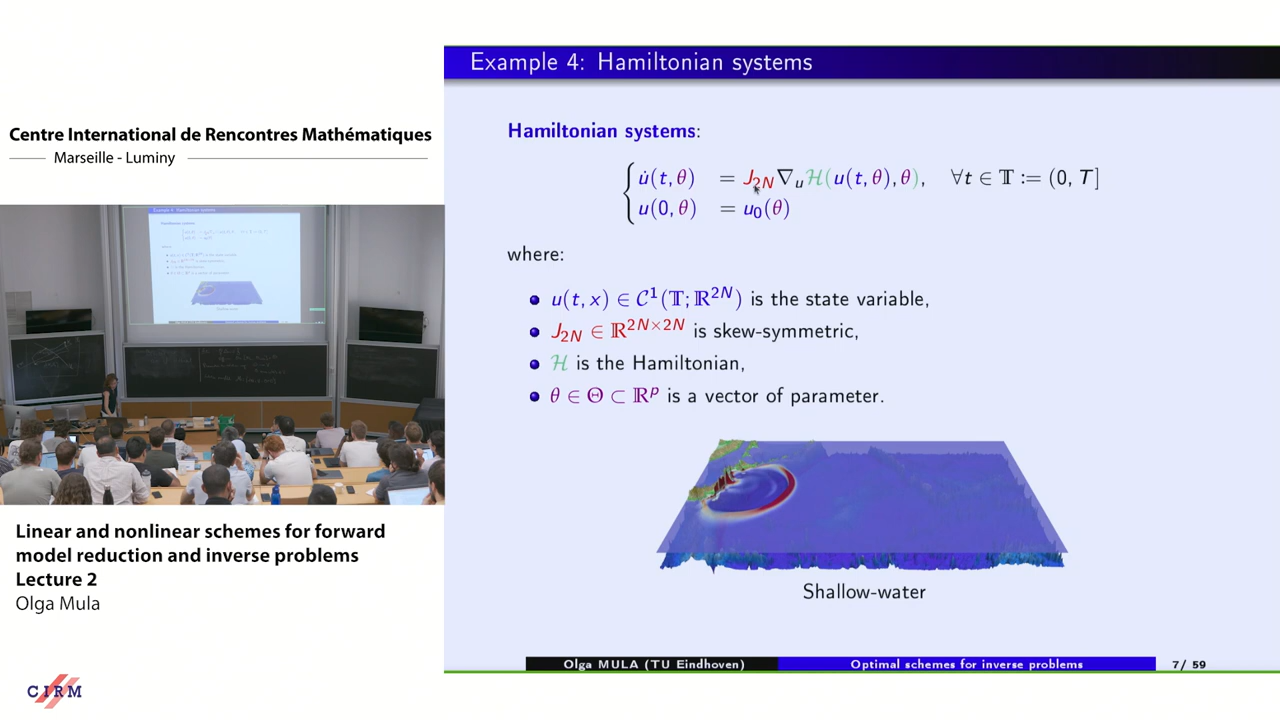 Centre International de Rencontres Mathématiques
Marseille - Luminy
Linear and nonlinear schemes for forward
model reduction and inverse problems
Lecture 2
Olga Mula
CIRM
Example 4: Hamiltonian systems
Hamiltonian systems:
u̇(t, θ) = J₂N∇ᵤℋ(u(t, θ), θ), ∀t ∈ 𝕋 := (0, T]
u(0, θ) = u₀(θ)
where:
u(t, x) ∈ 𝒞¹(𝕋; ℝ²ᴺ) is the state variable,
J₂N ∈ ℝ²ᴺˣ²ᴺ is skew-symmetric,
ℋ is the Hamiltonian,
θ ∈ Θ ⊂ ℝᵖ is a vector of parameter.
Shallow-water
Olga MULA (TU Eindhoven) Optimal schemes for inverse problems 7/ 59